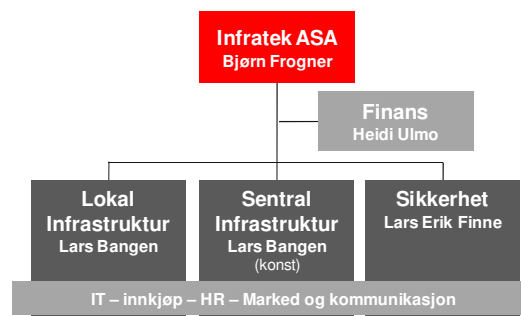 Infratek ASA
Bjørn Frogner
Finans
Heidi Ulmo
Lokal
Infrastruktur
Lars Bangen
Sentral
Infrastruktur
Lars Bangen
(konst)
Sikkerhet
Lars Erik Finne
IT – innkjøp – HR – Marked og kommunikasjon